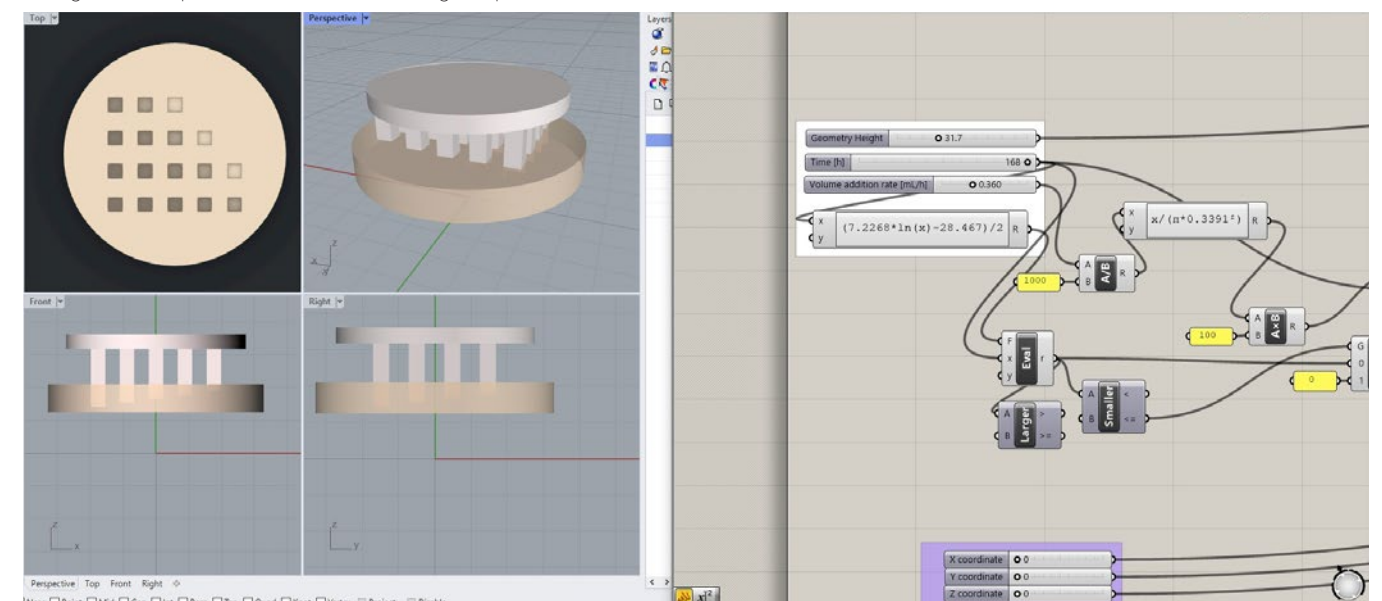 Top
Perspective
Layers
Front
Right
z
x
y
z
x
z
y
Perspective Top Front Right
Geometry Height 31.7
Time [h] 168
Volume addition rate [mL/h] 0.360
x
y
(7.2268*ln(x)-28.467)/2
R
x
y
x/(π*0.3391²)
R
1000
A
B
A/B
R
100
A
B
A×B
R
F
x
y
Eval
r
A
B
Larger
>
>=
A
B
Smaller
<
<=
0
G
0
1
X coordinate 0
Y coordinate 0
Z coordinate 0